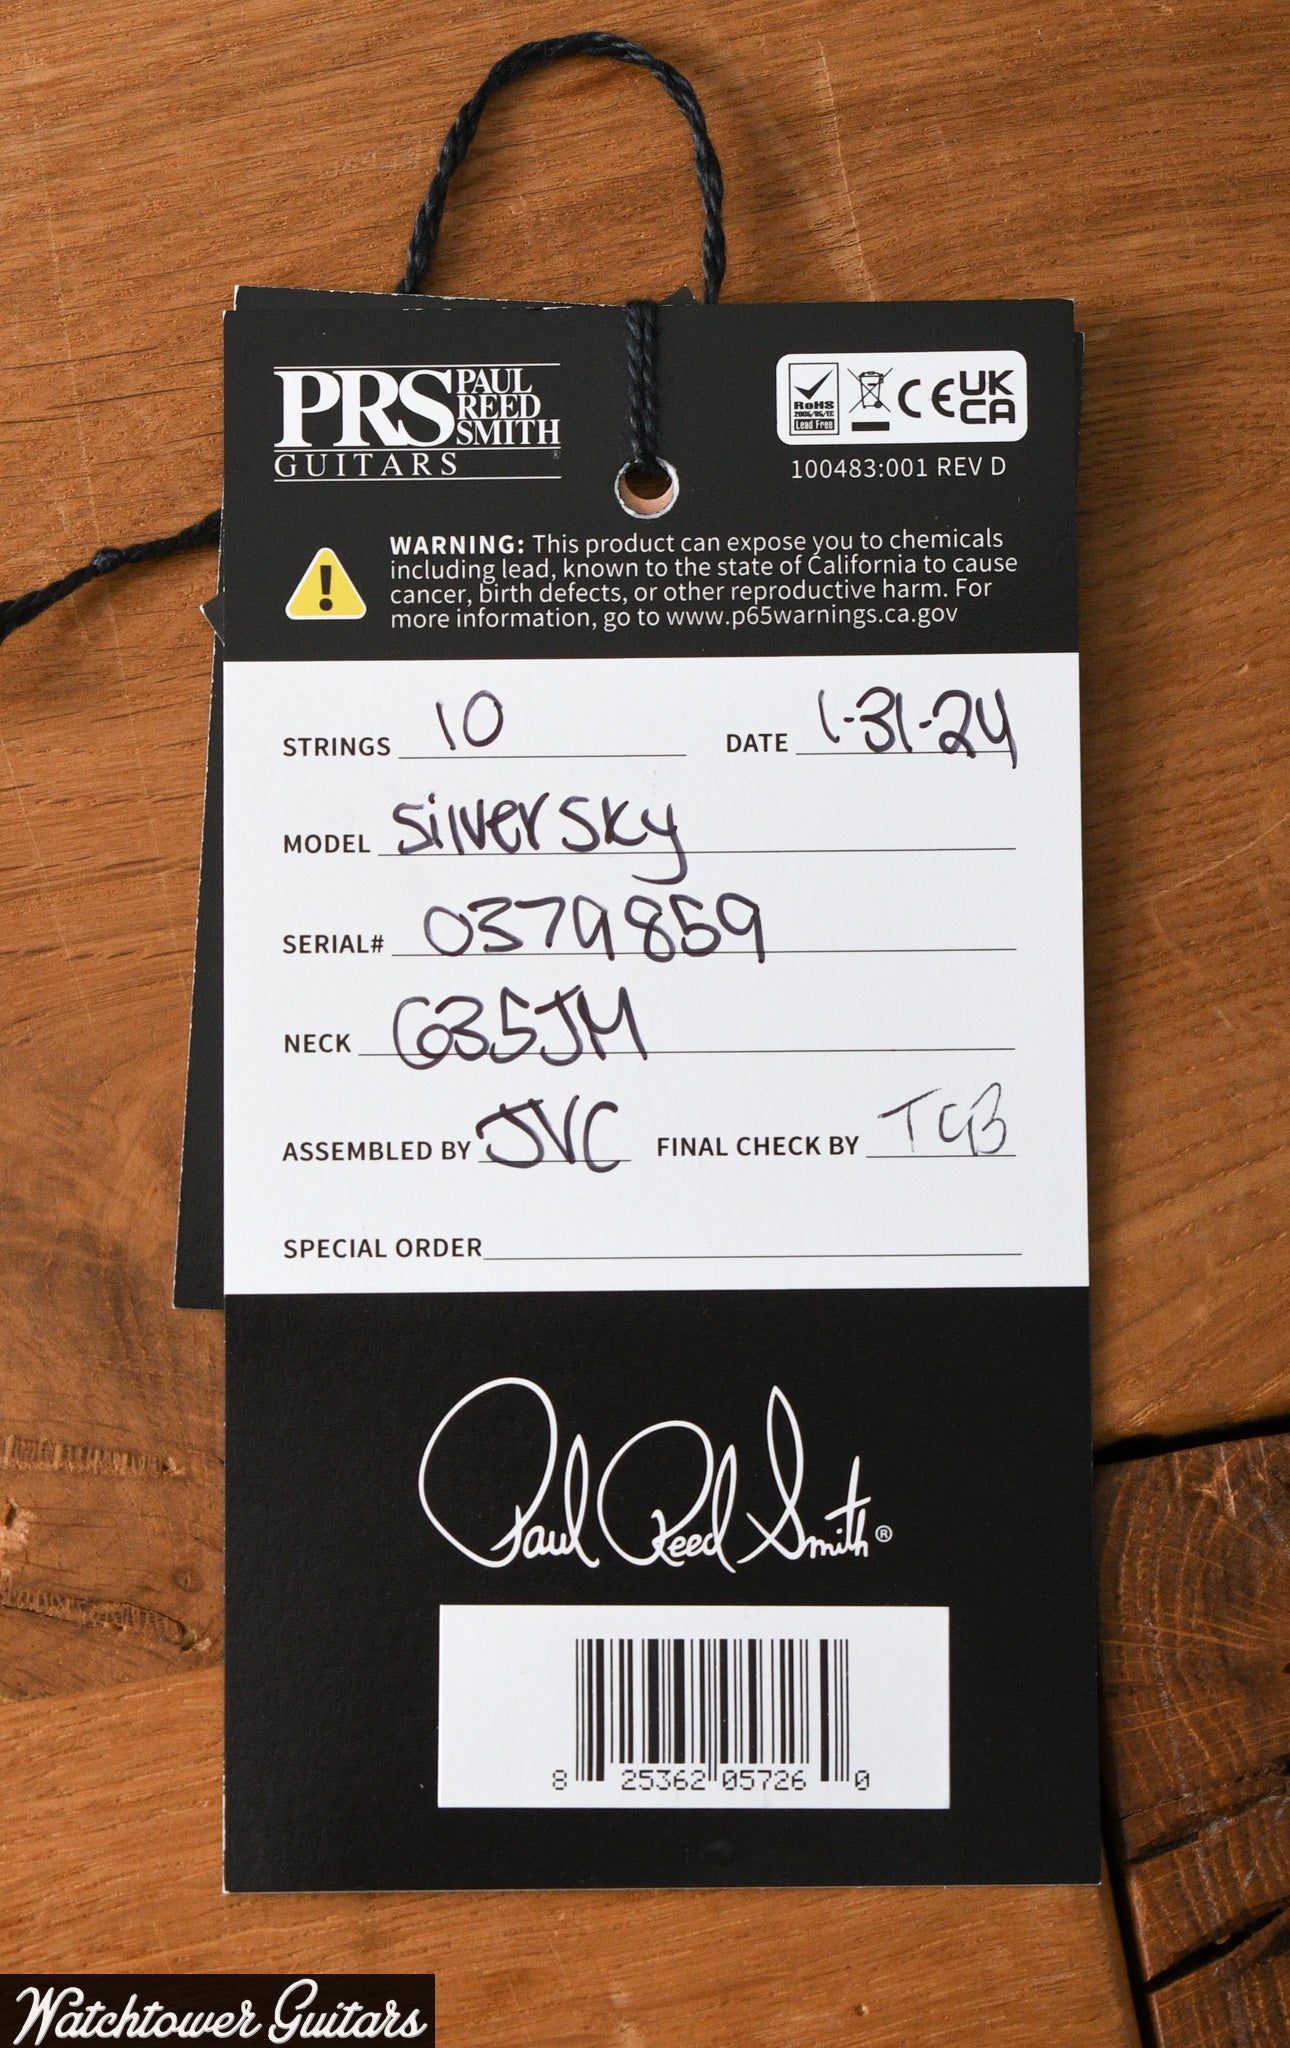 PRS PAUL REED SMITH
GUITARS®
RoHS
2005/95/EC
Lead Free
CE UK CA
100483:001 REV D
WARNING: This product can expose you to chemicals
including lead, known to the state of California to cause
cancer, birth defects, or other reproductive harm. For
more information, go to www.p65warnings.ca.gov
STRINGS 10 DATE 1-31-24
MODEL Silver Sky
SERIAL# 0379859
NECK 635JM
ASSEMBLED BY JVC FINAL CHECK BY TCB
SPECIAL ORDER
Paul Reed Smith®
8 25362 05726 0
Watchtower Guitars